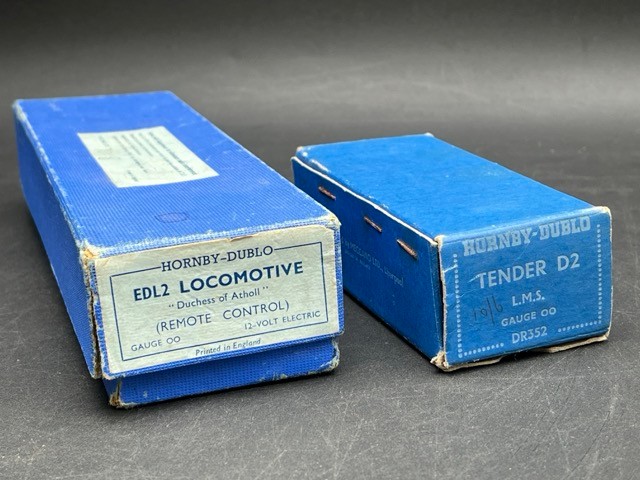 HORNBY-DUBLO
EDL2 LOCOMOTIVE
"Duchess of Atholl"
(REMOTE CONTROL)
GAUGE OO 12-VOLT ELECTRIC
Printed in England
HORNBY-DUBLO
TENDER D2
L.M.S.
GAUGE OO
DR352